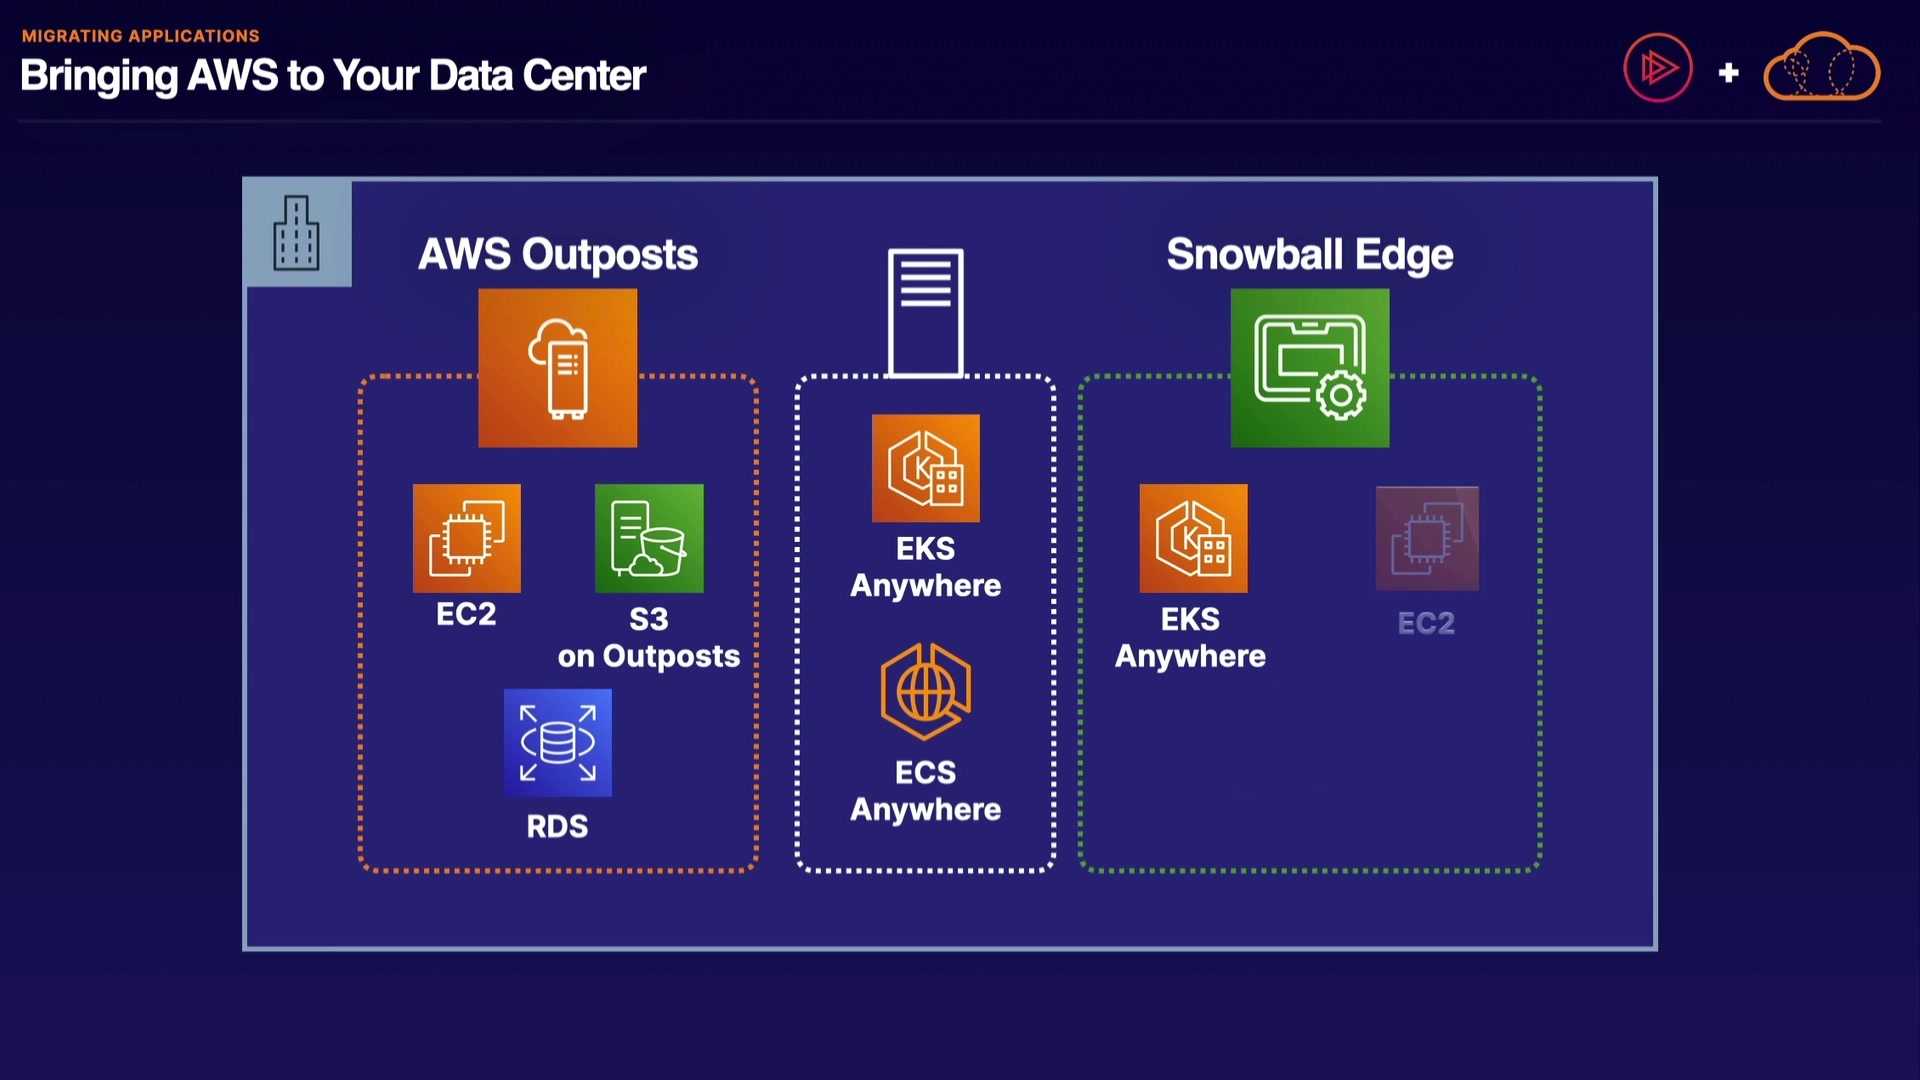 MIGRATING APPLICATIONS
Bringing AWS to Your Data Center
AWS Outposts
EC2
S3
on Outposts
RDS
EKS
Anywhere
ECS
Anywhere
Snowball Edge
EKS
Anywhere
EC2